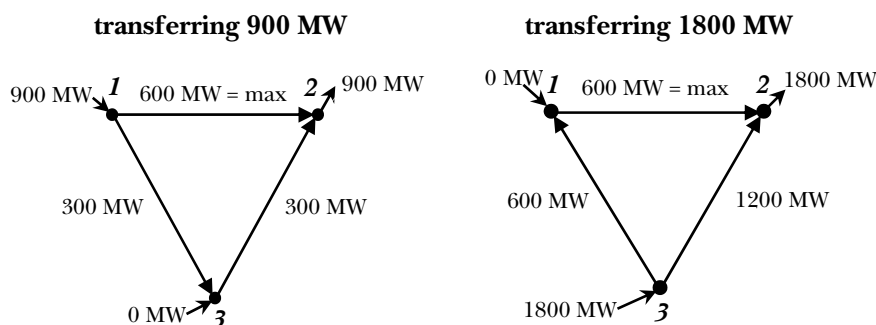 transferring 900 MW
900 MW
1
600 MW = max
2
900 MW
300 MW
300 MW
0 MW
3
transferring 1800 MW
0 MW
1
600 MW = max
2
1800 MW
600 MW
1200 MW
1800 MW
3